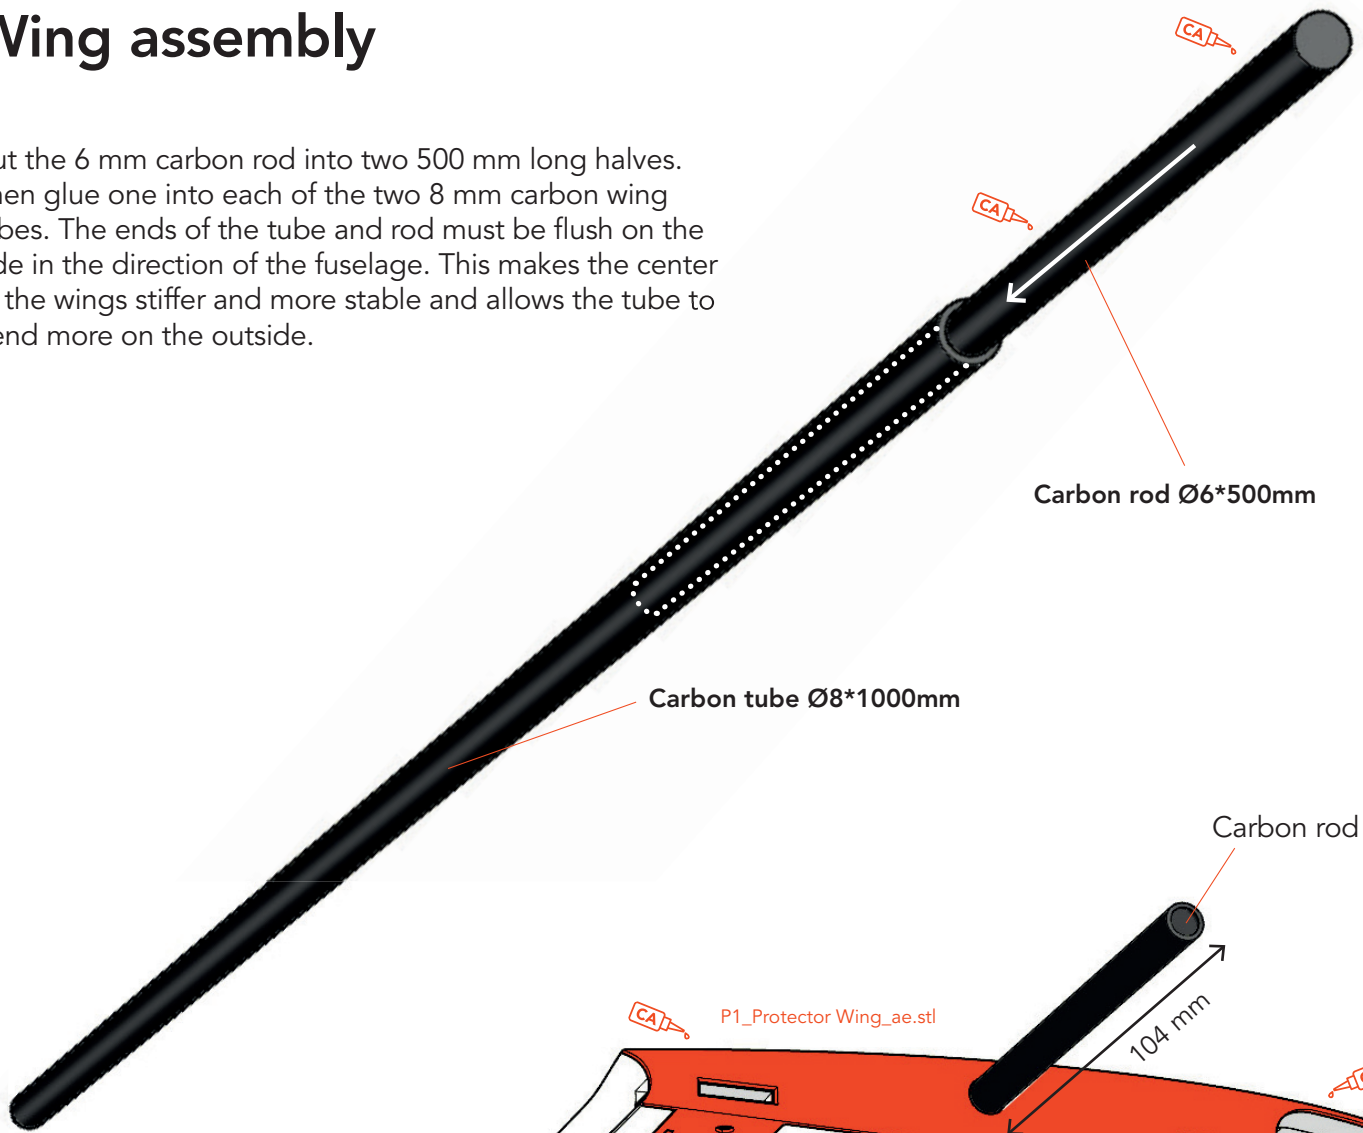 Wing assembly
ut the 6 mm carbon rod into two 500 mm long halves.
hen glue one into each of the two 8 mm carbon wing
bes. The ends of the tube and rod must be flush on the
de in the direction of the fuselage. This makes the center
the wings stiffer and more stable and allows the tube to
end more on the outside.
CA
CA
Carbon rod Ø6*500mm
Carbon tube Ø8*1000mm
Carbon rod
104 mm
CA
P1_Protector Wing_ae.stl